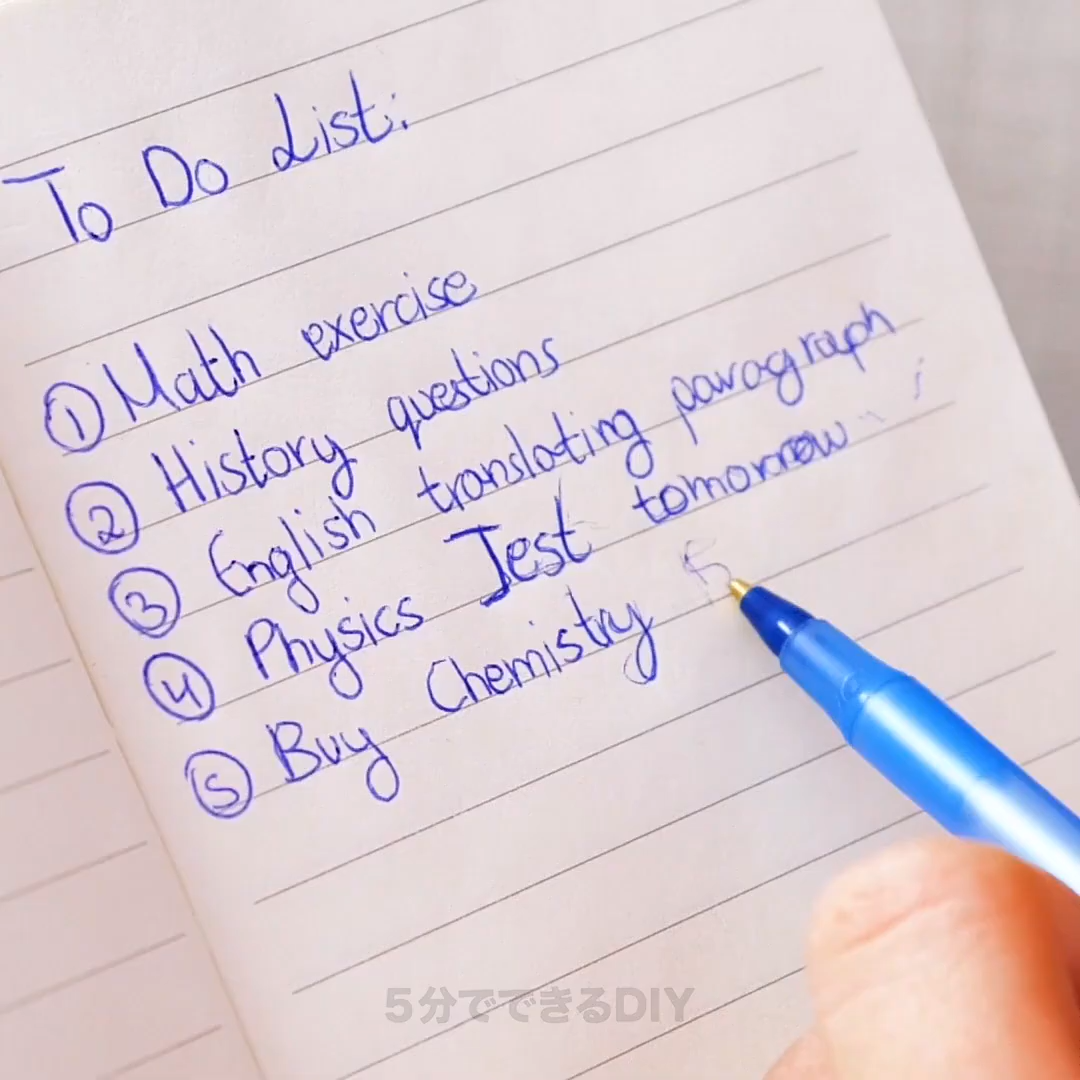 To Do List:
① Math exercise
② History questions
③ English translating paragraph
④ Physics Test tomorrow
⑤ Buy Chemistry
5分でできるDIY